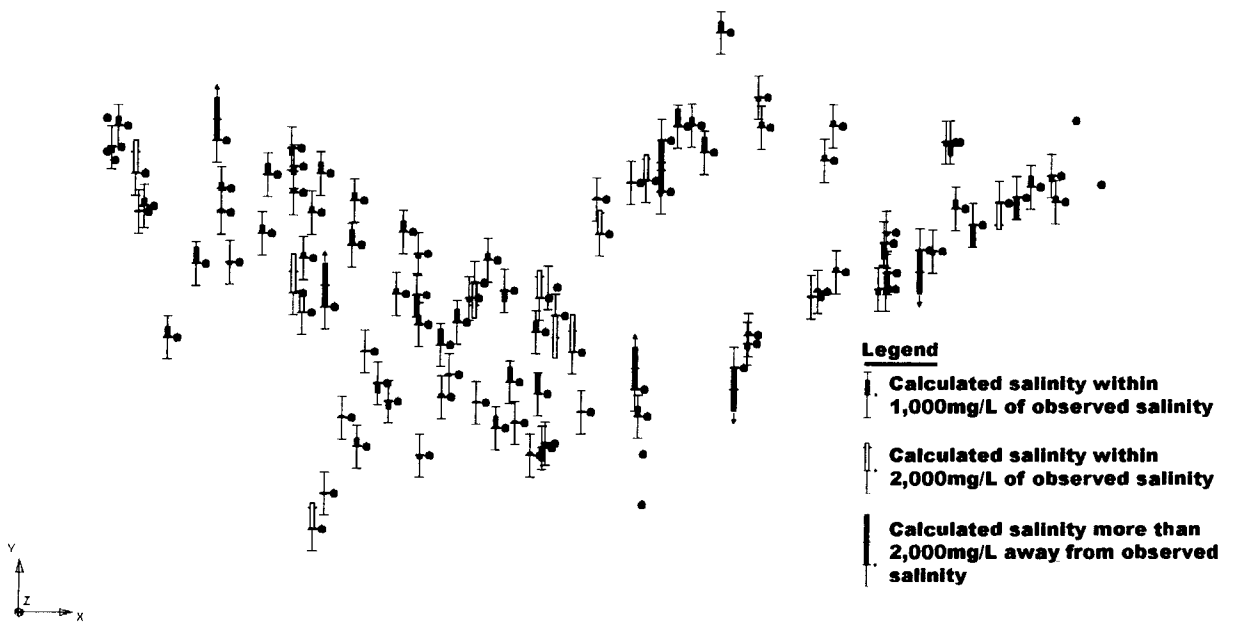 Legend
Calculated salinity within
1,000mg/L of observed salinity
Calculated salinity within
2,000mg/L of observed salinity
Calculated salinity more than
2,000mg/L away from observed
salinity
Y
Z
X